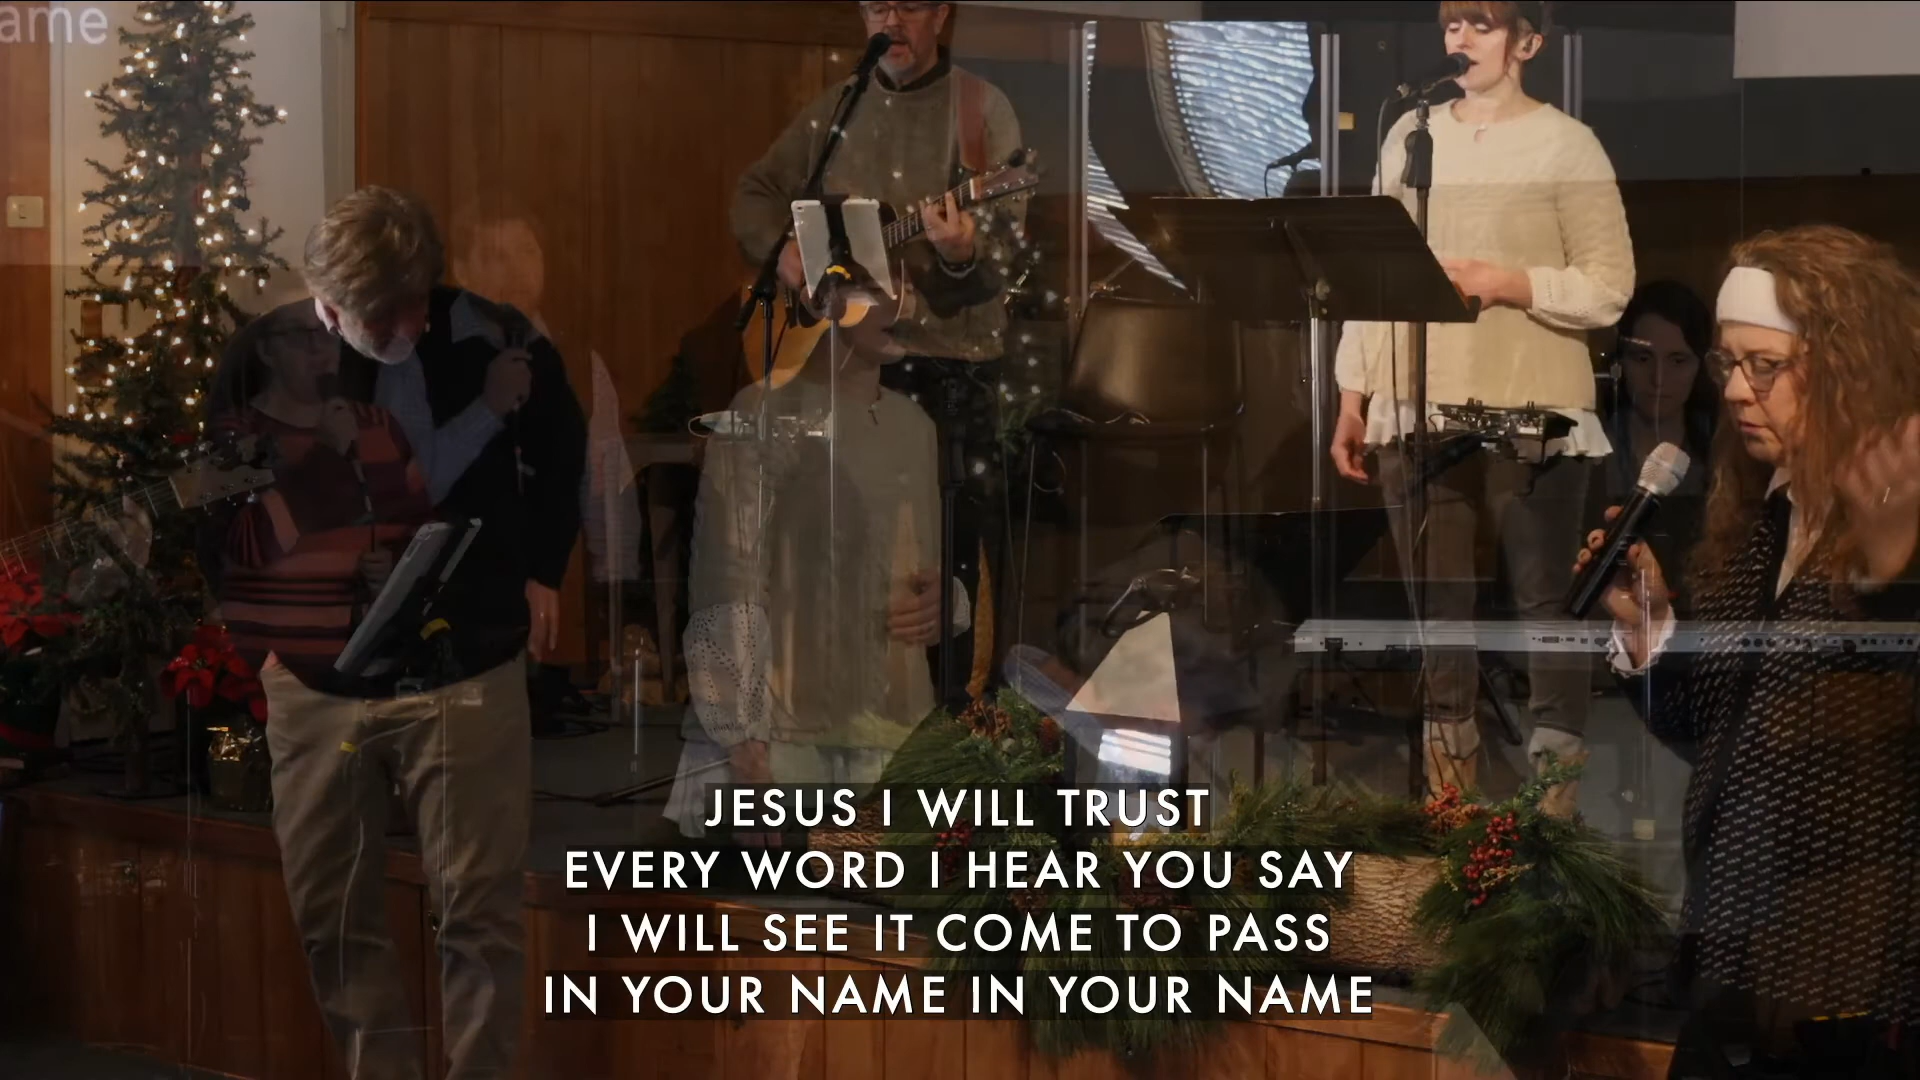 ame
JESUS I WILL TRUST
EVERY WORD I HEAR YOU SAY
I WILL SEE IT COME TO PASS
IN YOUR NAME IN YOUR NAME